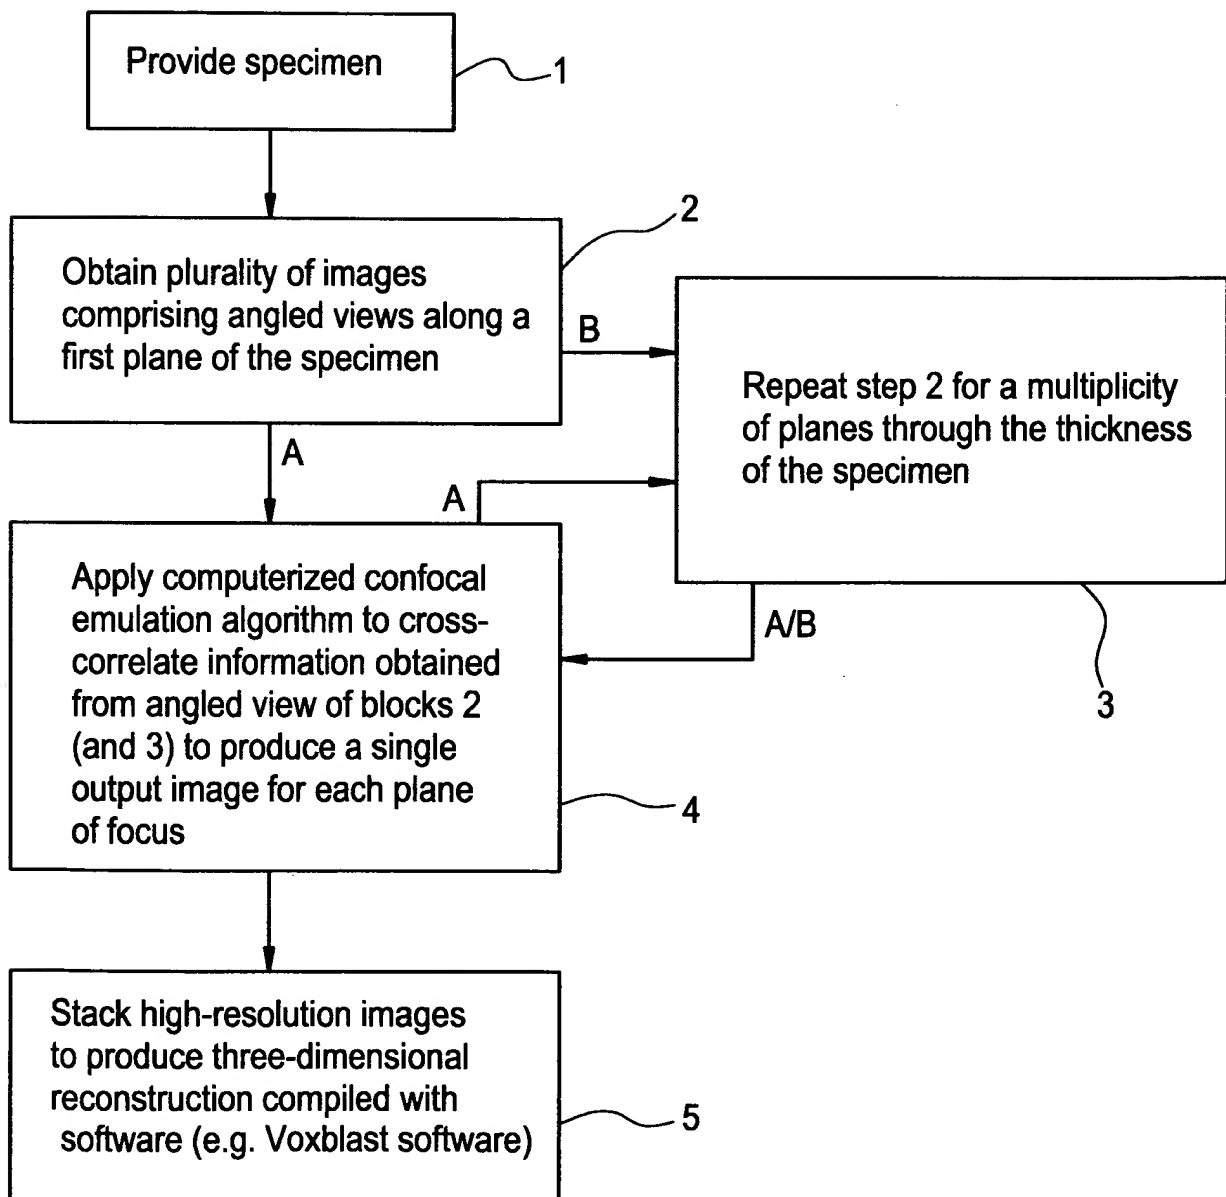 Provide specimen
1
2
Obtain plurality of images
comprising angled views along a
first plane of the specimen
B
Repeat step 2 for a multiplicity
of planes through the thickness
of the specimen
A
A
A/B
3
Apply computerized confocal
emulation algorithm to cross-
correlate information obtained
from angled view of blocks 2
(and 3) to produce a single
output image for each plane
of focus
4
Stack high-resolution images
to produce three-dimensional
reconstruction compiled with
software (e.g. Voxblast software)
5